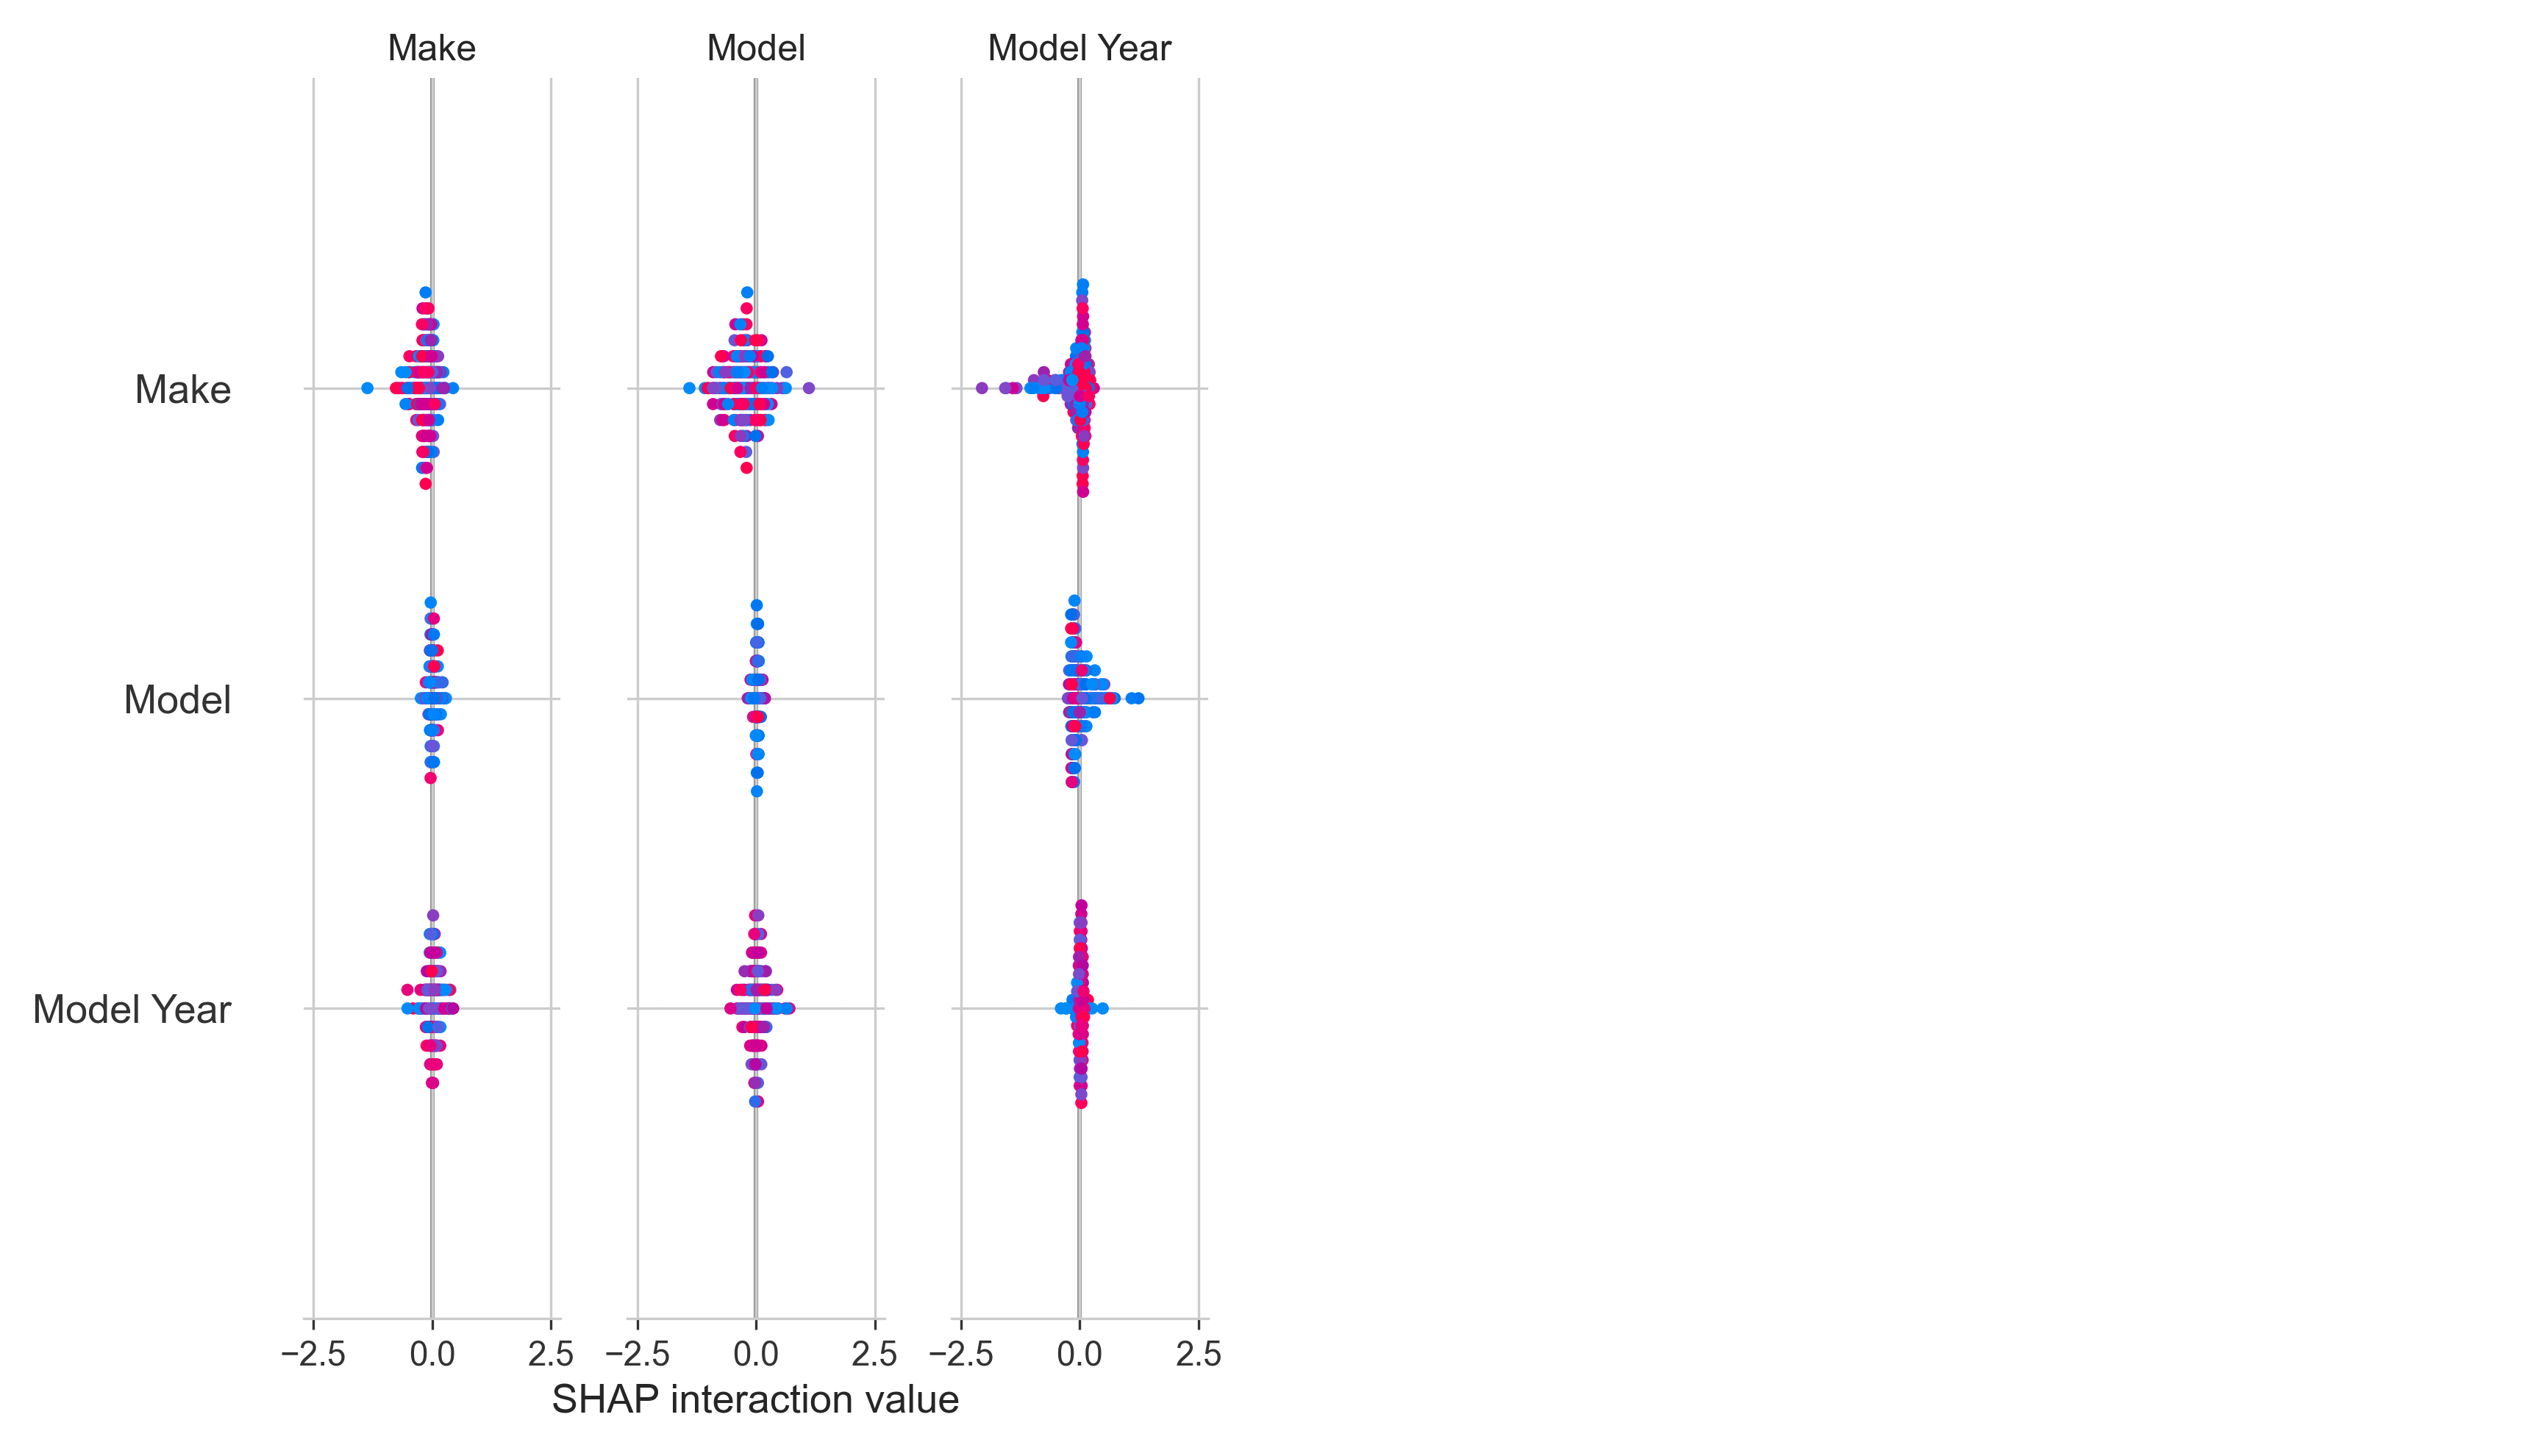 Make Model Model Year
Make
Model
Model Year
−2.5 0.0 2.5 −2.5 0.0 2.5 −2.5 0.0 2.5
SHAP interaction value